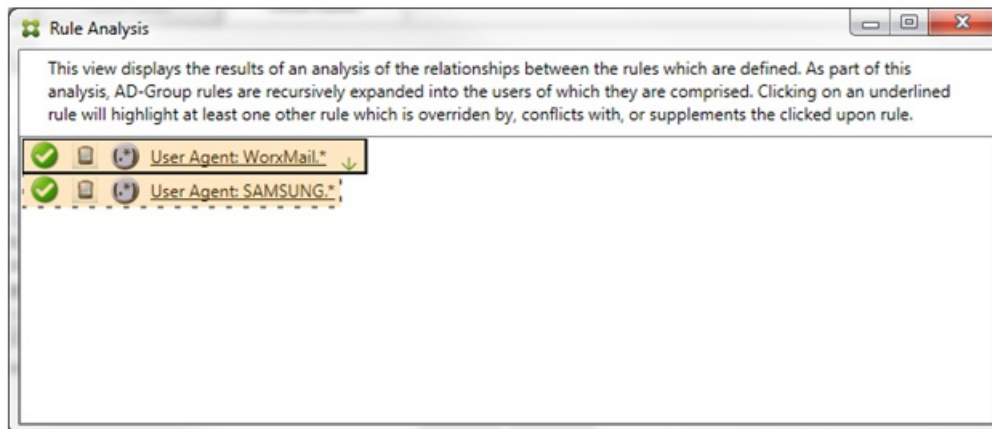 Rule Analysis
This view displays the results of an analysis of the relationships between the rules which are defined. As part of this
analysis, AD-Group rules are recursively expanded into the users of which they are comprised. Clicking on an underlined
rule will highlight at least one other rule which is overriden by, conflicts with, or supplements the clicked upon rule.
(.*) User Agent: WorxMail.*
(.*) User Agent: SAMSUNG.*